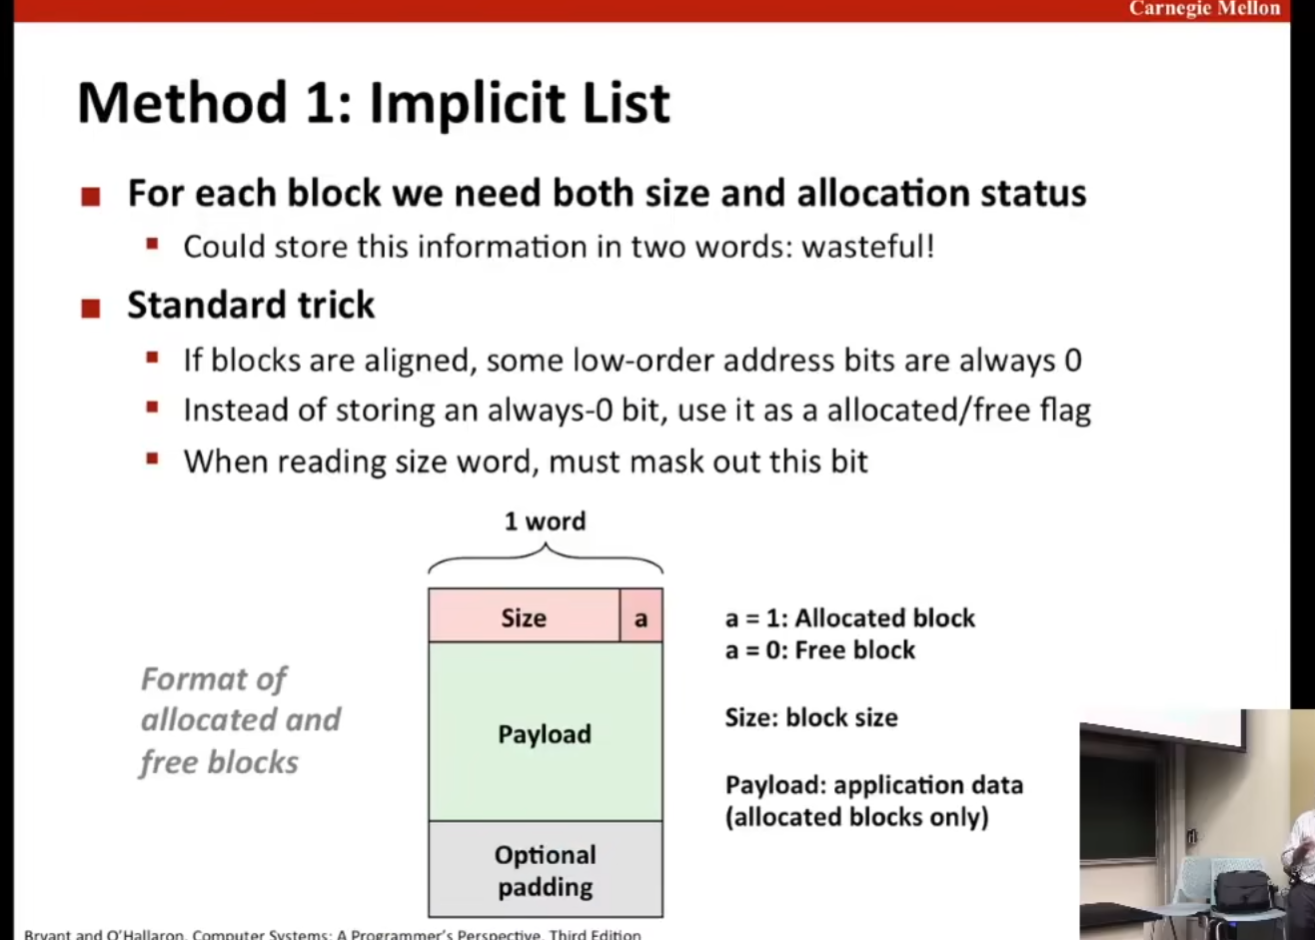 Carnegie Mellon
Method 1: Implicit List
For each block we need both size and allocation status
Could store this information in two words: wasteful!
Standard trick
If blocks are aligned, some low-order address bits are always 0
Instead of storing an always-0 bit, use it as a allocated/free flag
When reading size word, must mask out this bit
1 word
Size
a
Payload
Optional
padding
Format of
allocated and
free blocks
a = 1: Allocated block
a = 0: Free block
Size: block size
Payload: application data
(allocated blocks only)
Bryant and O'Hallaron, Computer Systems: A Programmer's Perspective, Third Edition